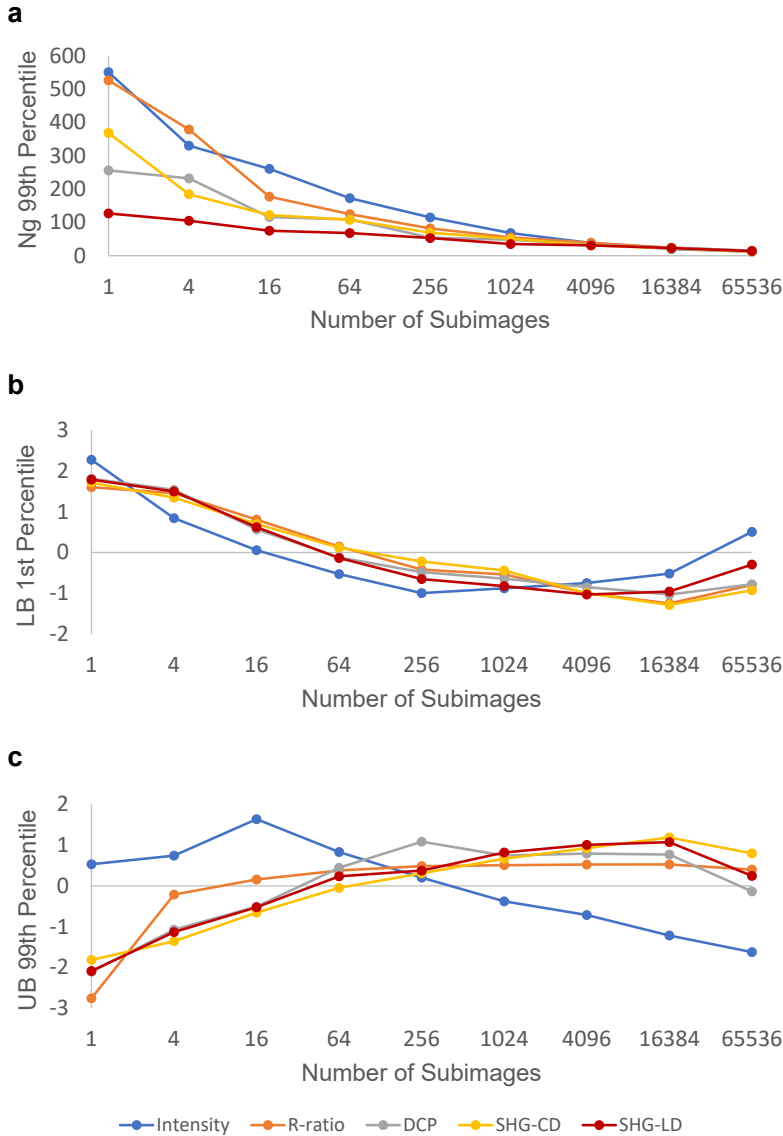 a
Ng 99th Percentile
600
500
400
300
200
100
0
1 4 16 64 256 1024 4096 16384 65536
Number of Subimages
b
LB 1st Percentile
3
2
1
0
-1
-2
1 4 16 64 256 1024 4096 16384 65536
Number of Subimages
c
UB 99th Percentile
2
1
0
-1
-2
-3
1 4 16 64 256 1024 4096 16384 65536
Number of Subimages
Intensity R-ratio DCP SHG-CD SHG-LD